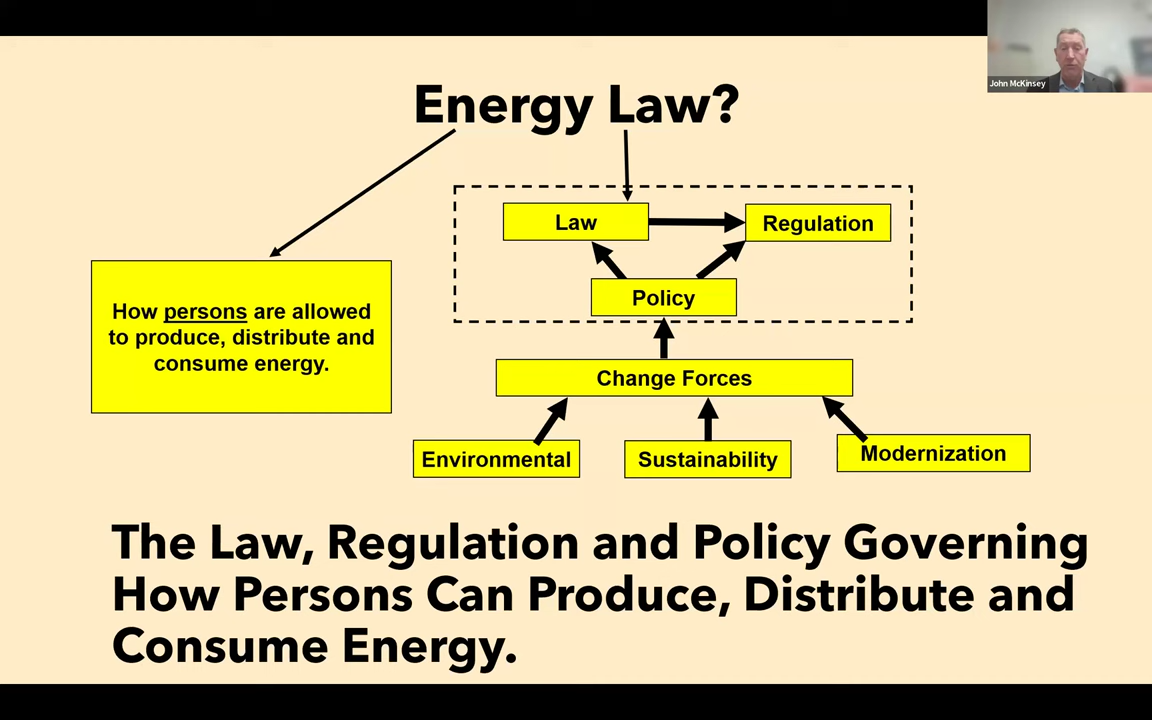 John McKinsey
Energy Law?
Law
Regulation
Policy
How persons are allowed
to produce, distribute and
consume energy.
Change Forces
Environmental
Sustainability
Modernization
The Law, Regulation and Policy Governing
How Persons Can Produce, Distribute and
Consume Energy.